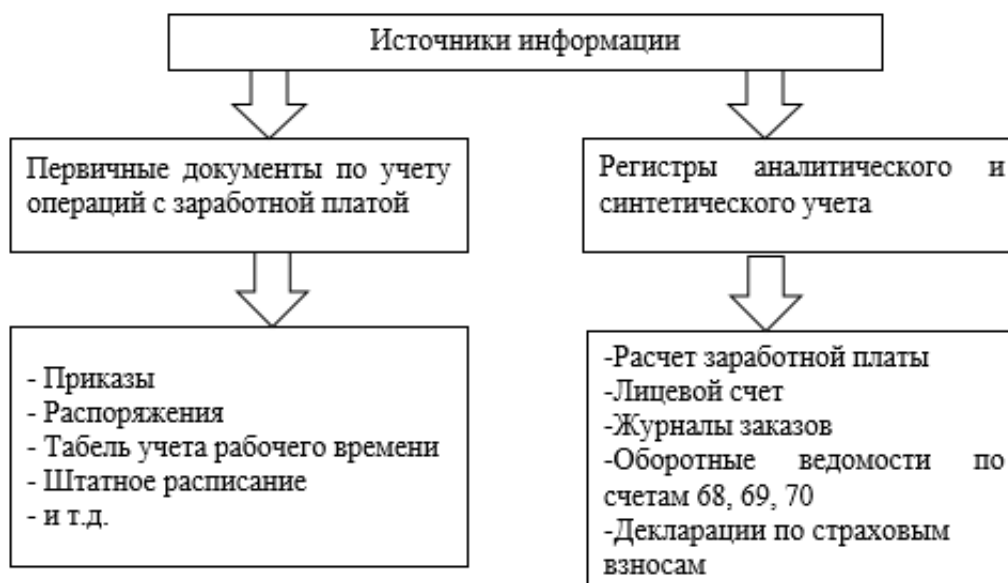 Источники информации
Первичные документы по учету
операций с заработной платой
Регистры аналитического и
синтетического учета
- Приказы
- Распоряжения
- Табель учета рабочего времени
- Штатное расписание
- и т.д.
-Расчет заработной платы
-Лицевой счет
-Журналы заказов
-Оборотные ведомости по
счетам 68, 69, 70
-Декларации по страховым
взносам